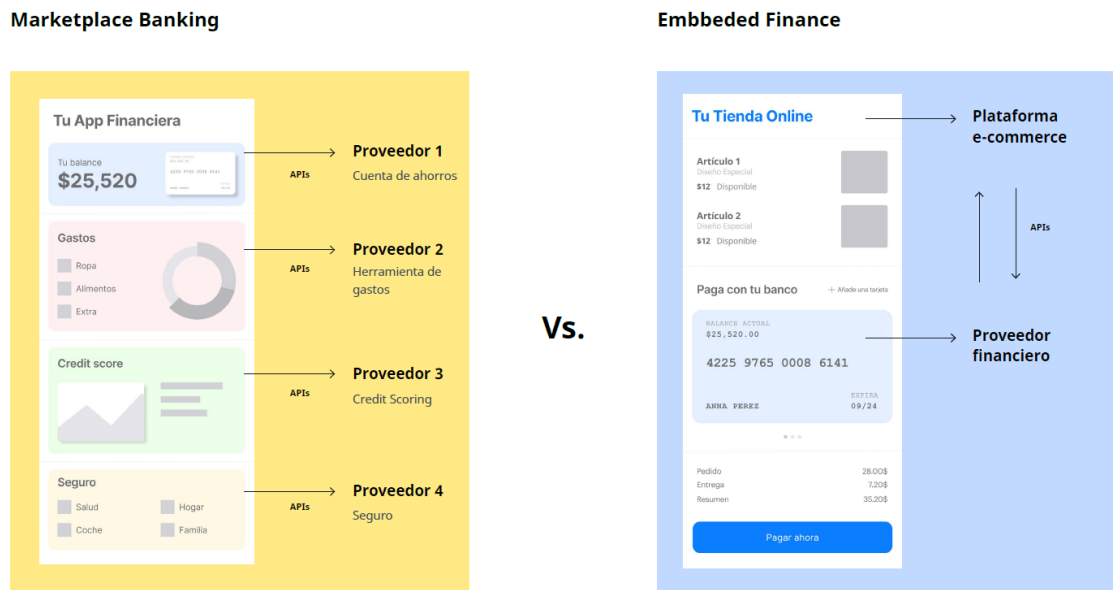 Marketplace Banking
Embbeded Finance
Tu App Financiera
Tu balance
$25,520
4225 9765 0008 6141
APIs
Proveedor 1
Cuenta de ahorros
Gastos
Ropa
Alimentos
Extra
APIs
Proveedor 2
Herramienta de
gastos
Credit score
APIs
Proveedor 3
Credit Scoring
Seguro
Salud
Hogar
Coche
Familia
APIs
Proveedor 4
Seguro
Vs.
Tu Tienda Online
Plataforma
e-commerce
Artículo 1
Diseño Especial
$12 Disponible
Artículo 2
Diseño Especial
$12 Disponible
APIs
Paga con tu banco
+ Añade una tarjeta
BALANCE ACTUAL
$25,520.00
4225 9765 0008 6141
ANNA PEREZ
EXPIRA
09/24
Proveedor
financiero
Pedido 28.00$
Entrega 7.20$
Resumen 35.20$
Pagar ahora